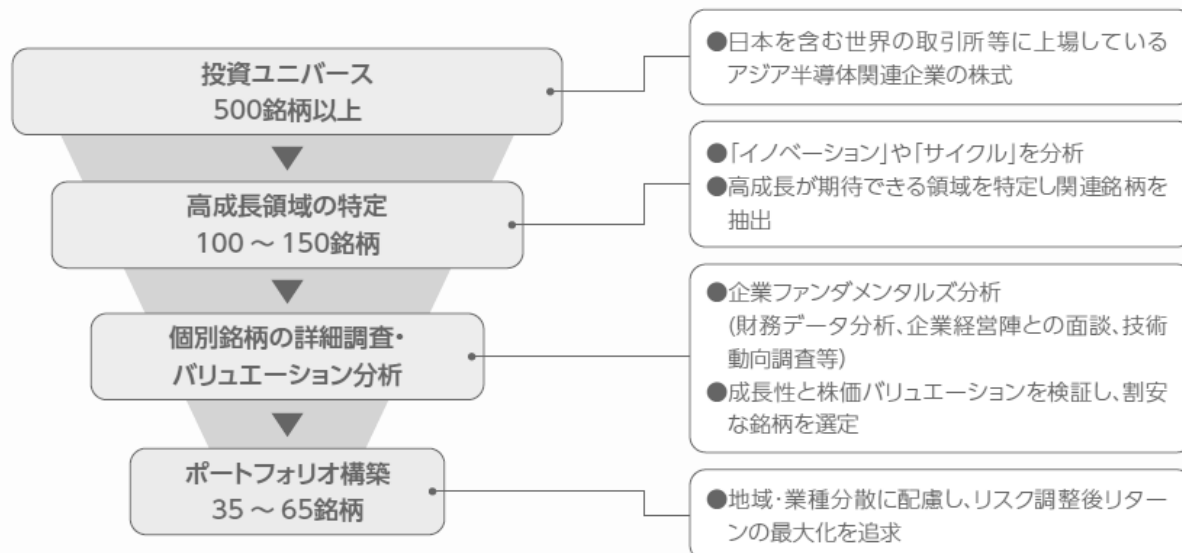 投資ユニバース
500銘柄以上
●日本を含む世界の取引所等に上場している
アジア半導体関連企業の株式
高成長領域の特定
100 ～ 150銘柄
●「イノベーション」や「サイクル」を分析
●高成長が期待できる領域を特定し関連銘柄を
抽出
個別銘柄の詳細調査・
バリュエーション分析
●企業ファンダメンタルズ分析
(財務データ分析、企業経営陣との面談、技術
動向調査等)
●成長性と株価バリュエーションを検証し、割安
な銘柄を選定
ポートフォリオ構築
35 ～ 65銘柄
●地域・業種分散に配慮し、リスク調整後リター
ンの最大化を追求